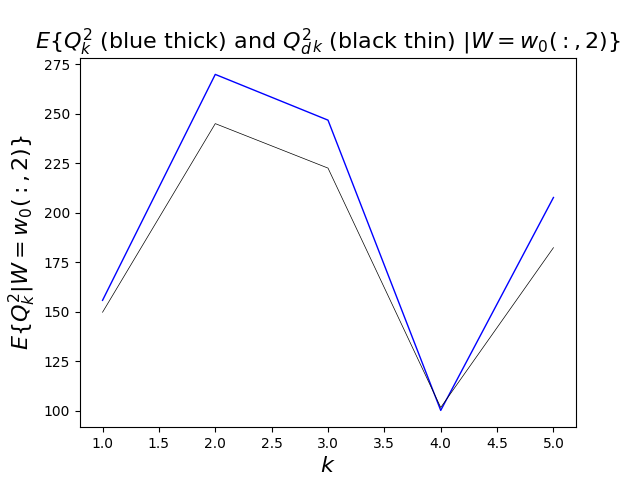 E{Q_k^2 (blue thick) and Q_{dk}^2 (black thin) |W = w_0(:, 2)}
E{Q_k^2|W = w_0(:, 2)}
275
250
225
200
175
150
125
100
1.0 1.5 2.0 2.5 3.0 3.5 4.0 4.5 5.0
k